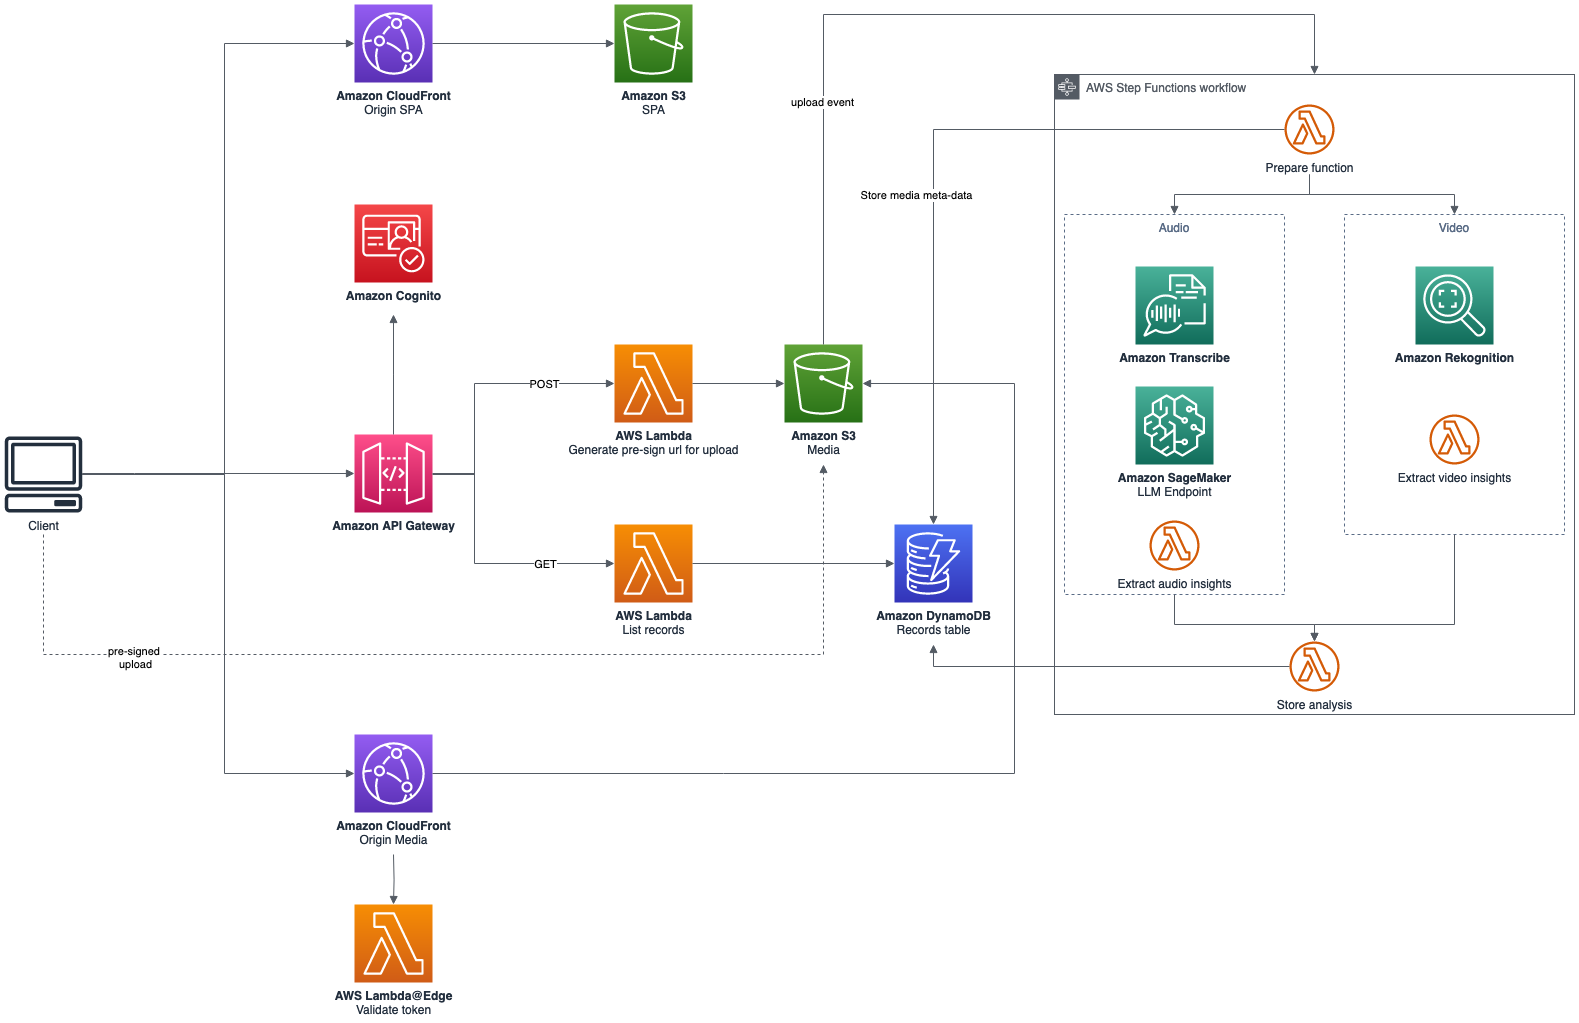 Amazon CloudFront
Origin SPA
Amazon S3
SPA
upload event
AWS Step Functions workflow
Prepare function
Store media meta-data
Audio
Video
Amazon Cognito
Amazon Transcribe
Amazon Rekognition
POST
AWS Lambda
Generate pre-sign url for upload
Amazon S3
Media
Amazon SageMaker
LLM Endpoint
Extract video insights
Client
</>
Amazon API Gateway
GET
AWS Lambda
List records
Amazon DynamoDB
Records table
Extract audio insights
pre-signed
upload
Store analysis
Amazon CloudFront
Origin Media
AWS Lambda@Edge
Validate token